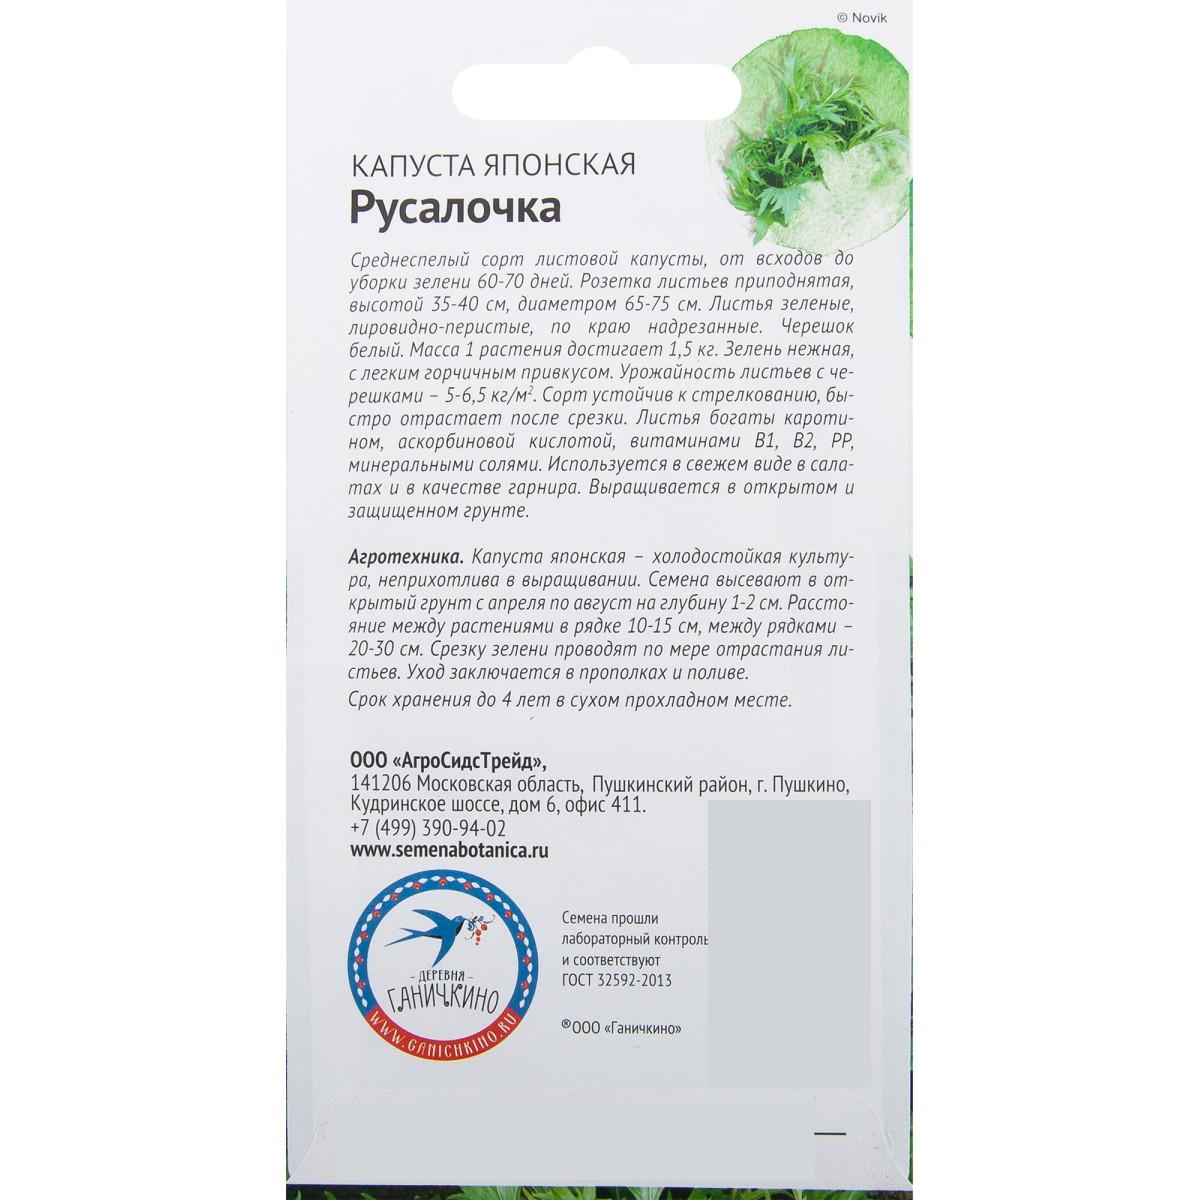 © Novik
КАПУСТА ЯПОНСКАЯ
Русалочка
Среднеспелый сорт листовой капусты, от всходов до
уборки зелени 60-70 дней. Розетка листьев приподнятая,
высотой 35-40 см, диаметром 65-75 см. Листья зеленые,
лировидно-перистые, по краю надрезанные. Черешок
белый. Масса 1 растения достигает 1,5 кг. Зелень нежная,
с легким горчичным привкусом. Урожайность листьев с че-
решками – 5-6,5 кг/м². Сорт устойчив к стрелкованию, бы-
стро отрастает после срезки. Листья богаты кароти-
ном, аскорбиновой кислотой, витаминами В1, В2, РР,
минеральными солями. Используется в свежем виде в сала-
тах и в качестве гарнира. Выращивается в открытом и
защищенном грунте.
Агротехника. Капуста японская – холодостойкая культу-
ра, неприхотлива в выращивании. Семена высевают в от-
крытый грунт с апреля по август на глубину 1-2 см. Рассто-
яние между растениями в рядке 10-15 см, между рядками –
20-30 см. Срезку зелени проводят по мере отрастания ли-
стьев. Уход заключается в прополках и поливе.
Срок хранения до 4 лет в сухом прохладном месте.
ООО «АгроСидсТрейд»,
141206 Московская область, Пушкинский район, г. Пушкино,
Кудринское шоссе, дом 6, офис 411.
+7 (499) 390-94-02
www.semenabotanica.ru
Семена прошли
лабораторный контроль
и соответствуют
ГОСТ 32592-2013
®ООО «Ганичкино»
– ДЕРЕВНЯ –
ГАНИЧКИНО
WWW.GANICHKINO.RU